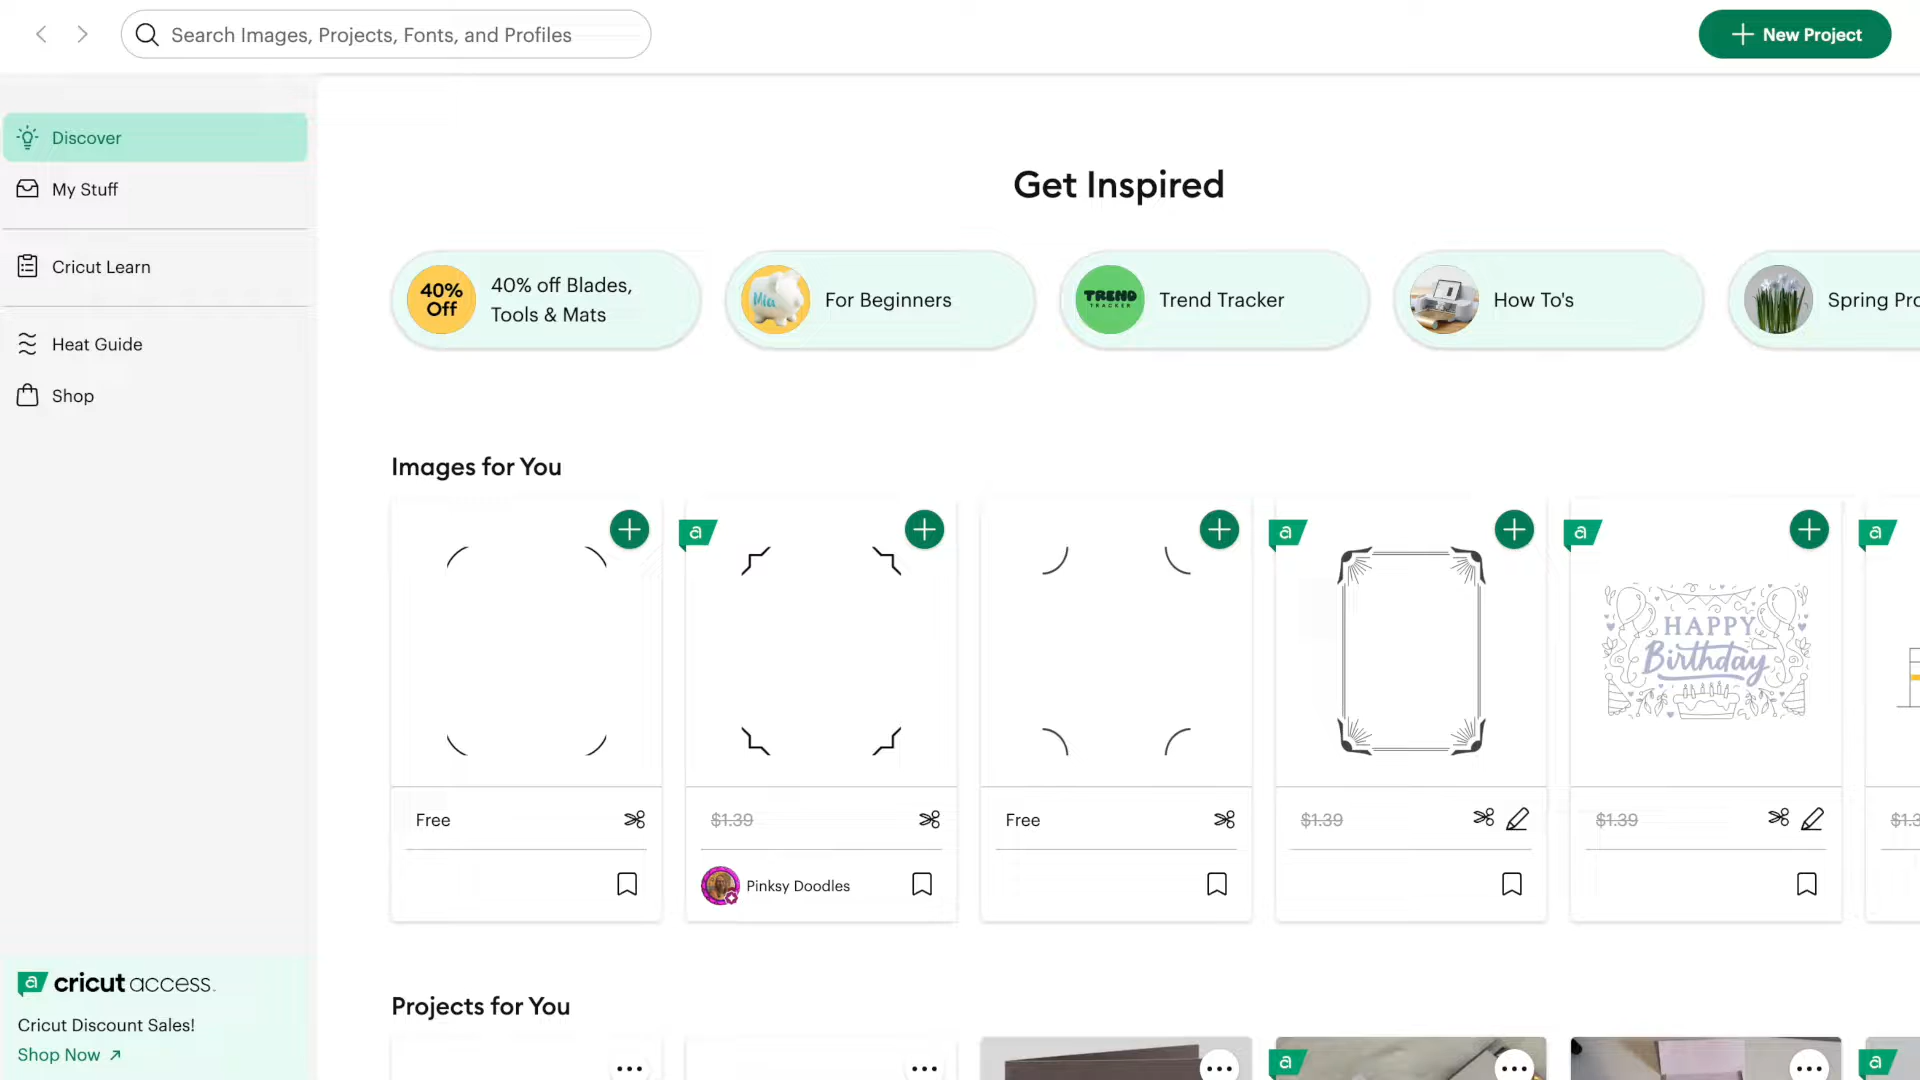 Search Images, Projects, Fonts, and Profiles
New Project
Discover
My Stuff
Cricut Learn
Heat Guide
Shop
Get Inspired
40%
Off
40% off Blades,
Tools & Mats
Mia
For Beginners
TREND
TRACKER
Trend Tracker
How To's
Spring Pro
Images for You
a
a
a
a
HAPPY
Birthday
Free
$1.39
Free
$1.39
$1.39
$1.3
Pinksy Doodles
a cricut access
Cricut Discount Sales!
Shop Now
Projects for You
a
a